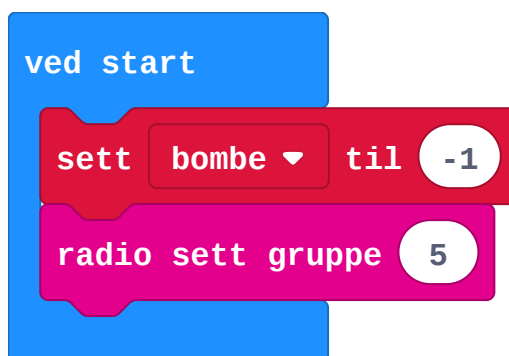 ved start
sett bombe til -1
radio sett gruppe 5